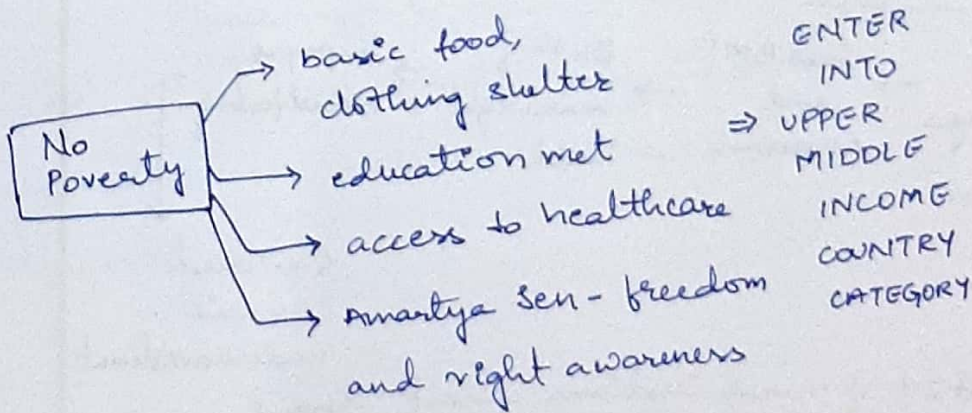 No
Poverty
basic food,
clothing shelter
education met
access to healthcare
Amartya Sen - freedom
and right awareness
⇒ ENTER
INTO
UPPER
MIDDLE
INCOME
COUNTRY
CATEGORY